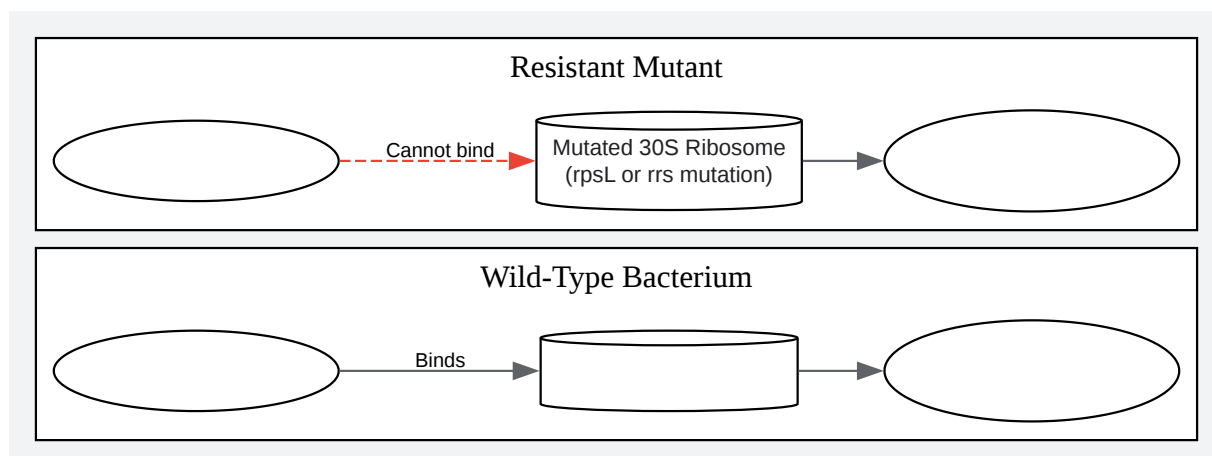 Resistant Mutant
Cannot bind
Mutated 30S Ribosome
(rpsL or rrs mutation)
Wild-Type Bacterium
Binds